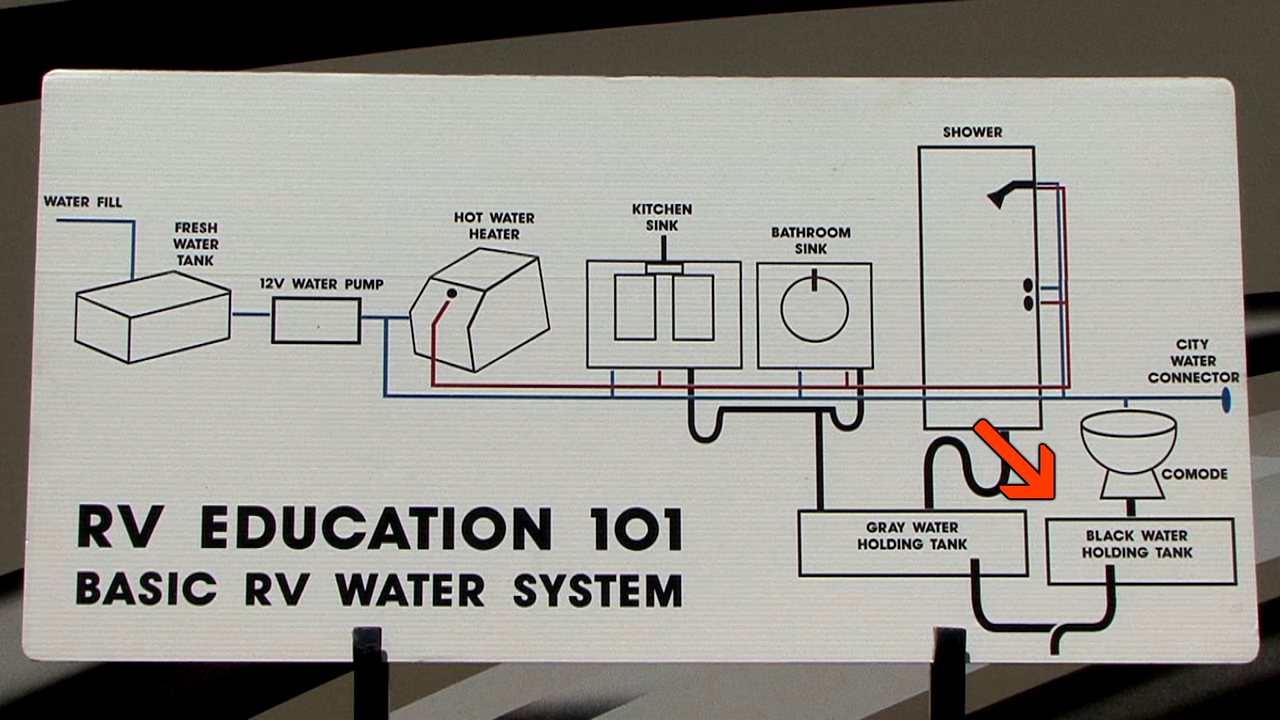 SHOWER
WATER FILL
FRESH
WATER
TANK
12V WATER PUMP
HOT WATER
HEATER
KITCHEN
SINK
BATHROOM
SINK
CITY
WATER
CONNECTOR
COMODE
GRAY WATER
HOLDING TANK
BLACK WATER
HOLDING TANK
RV EDUCATION 101
BASIC RV WATER SYSTEM